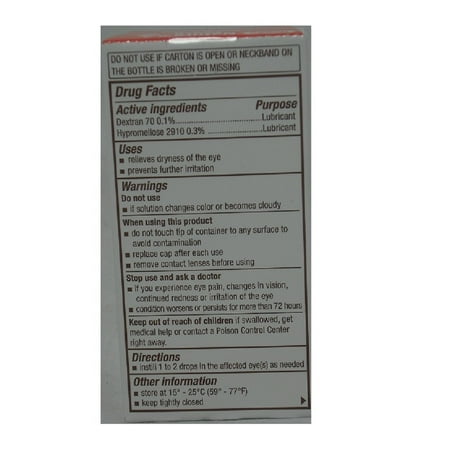 DO NOT USE IF CARTON IS OPEN OR NECKBAND ON
THE BOTTLE IS BROKEN OR MISSING
Drug Facts
Active ingredients Purpose
Dextran 70 0.1%..............Lubricant
Hypromellose 2910 0.3% ..............Lubricant
Uses
▪ relieves dryness of the eye
▪ prevents further irritation
Warnings
Do not use
▪ if solution changes color or becomes cloudy
When using this product
▪ do not touch tip of container to any surface to
avoid contamination
▪ replace cap after each use
▪ remove contact lenses before using
Stop use and ask a doctor
▪ if you experience eye pain, changes in vision,
continued redness or irritation of the eye
▪ condition worsens or persists for more than 72 hours
Keep out of reach of children if swallowed, get
medical help or contact a Poison Control Center
right away.
Directions
▪ instill 1 to 2 drops in the affected eye(s) as needed
Other information
▪ store at 15° - 25°C (59° - 77°F)
▪ keep tightly closed